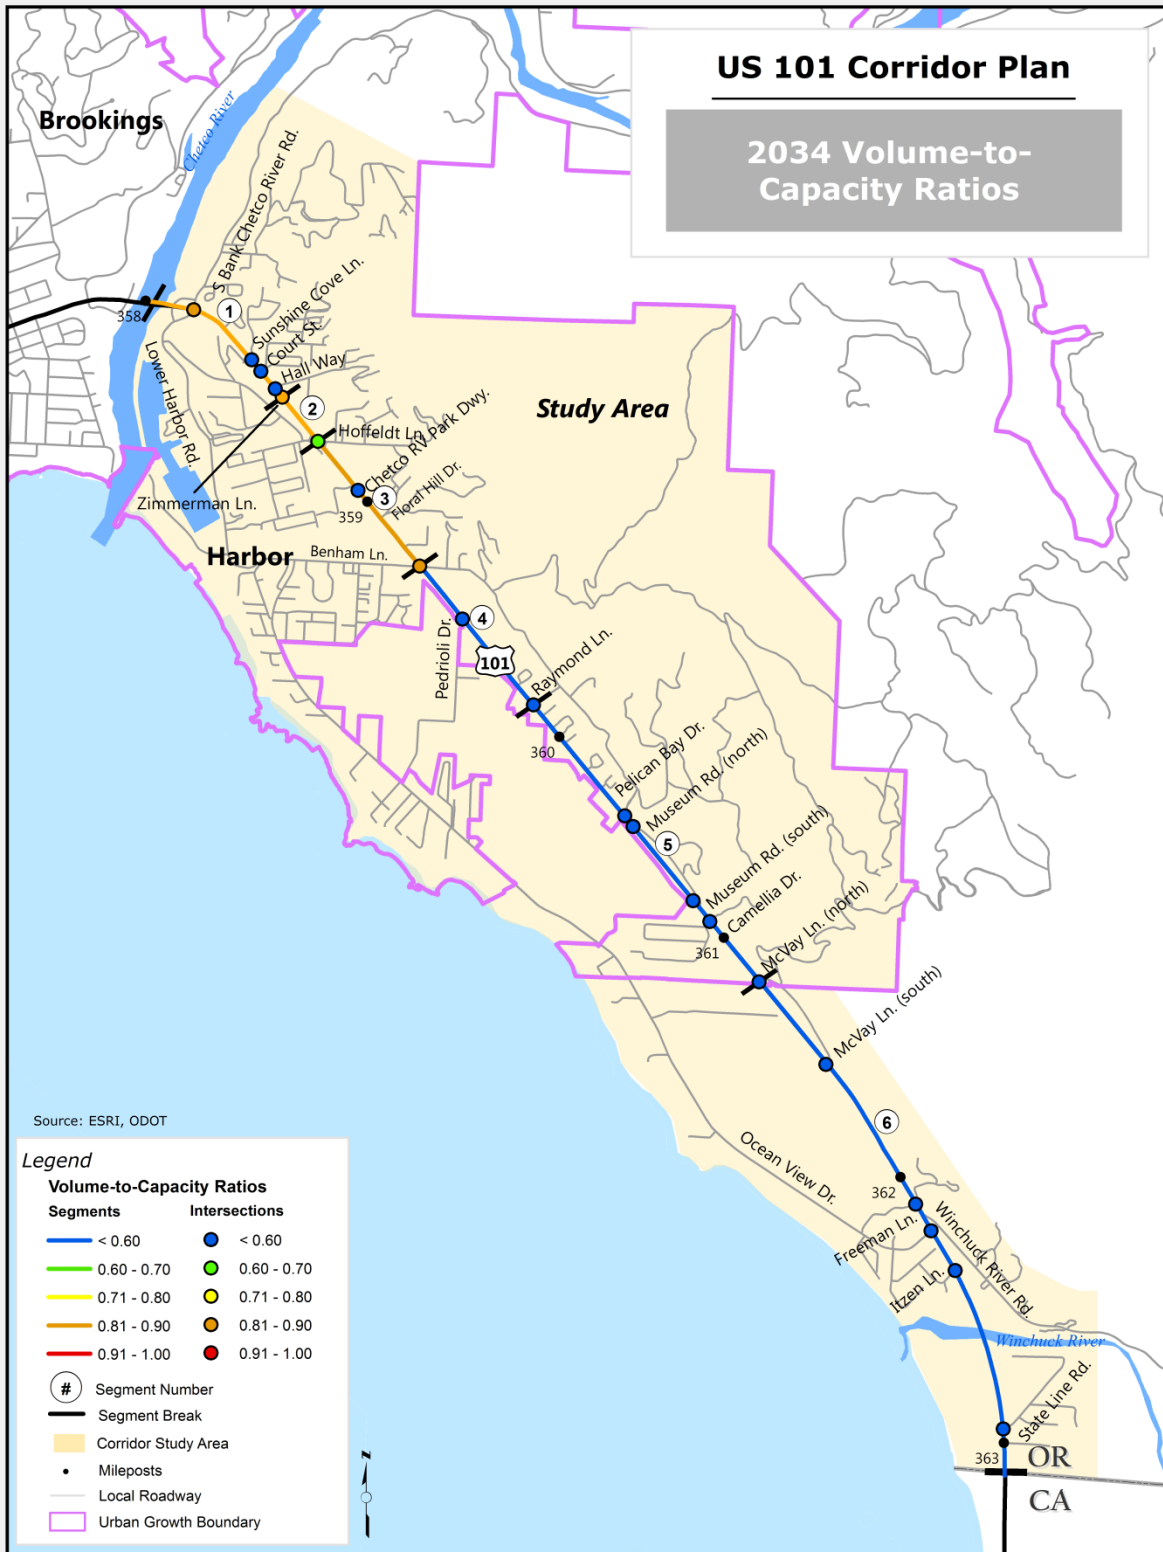 US 101 Corridor Plan
2034 Volume-to-
Capacity Ratios
Brookings
Chetco River
S Bank Chetco River Rd.
358
1
Sunshine Cove Ln.
Court St.
Hall Way
Lower Harbor Rd.
2
Study Area
Hoffeldt Ln.
Chetco RV Park Dwy.
Zimmerman Ln.
3
359
Floral Hill Dr.
Harbor
Benham Ln.
4
Pedrioli Dr.
101
Raymond Ln.
360
Pelican Bay Dr.
Museum Rd. (north)
5
Museum Rd. (south)
Camellia Dr.
361
McVay Ln. (north)
McVay Ln. (south)
6
Ocean View Dr.
362
Freeman Ln.
Winchuck River Rd.
Itzen Ln.
Winchuck River
State Line Rd.
363
OR
CA
Source: ESRI, ODOT
Legend
Volume-to-Capacity Ratios
Segments Intersections
< 0.60 < 0.60
0.60 - 0.70 0.60 - 0.70
0.71 - 0.80 0.71 - 0.80
0.81 - 0.90 0.81 - 0.90
0.91 - 1.00 0.91 - 1.00
# Segment Number
Segment Break
Corridor Study Area
Mileposts
Local Roadway
Urban Growth Boundary
z